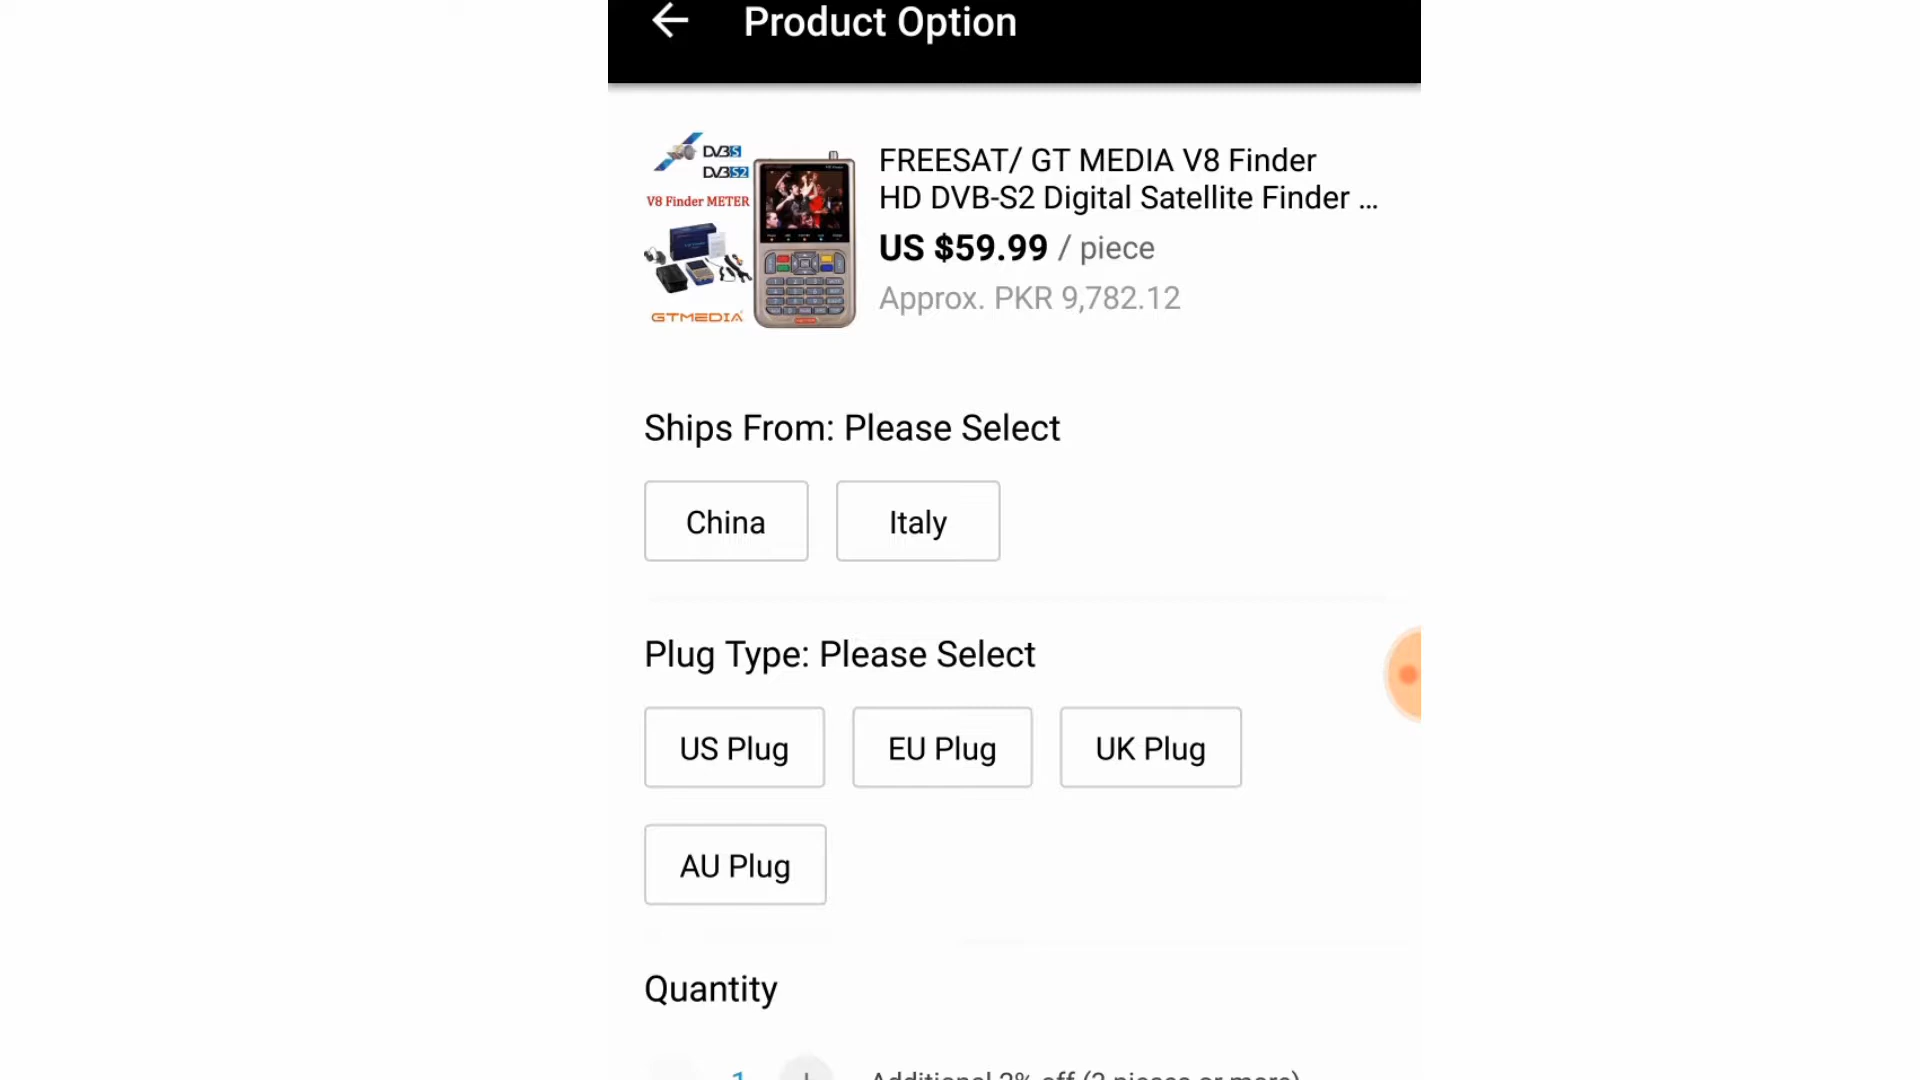 Product Option
DVB S
DVB S2
V8 Finder METER
GTMEDIA
FREESAT/ GT MEDIA V8 Finder
HD DVB-S2 Digital Satellite Finder ...
US $59.99 / piece
Approx. PKR 9,782.12
Ships From: Please Select
China
Italy
Plug Type: Please Select
US Plug
EU Plug
UK Plug
AU Plug
Quantity
1 +